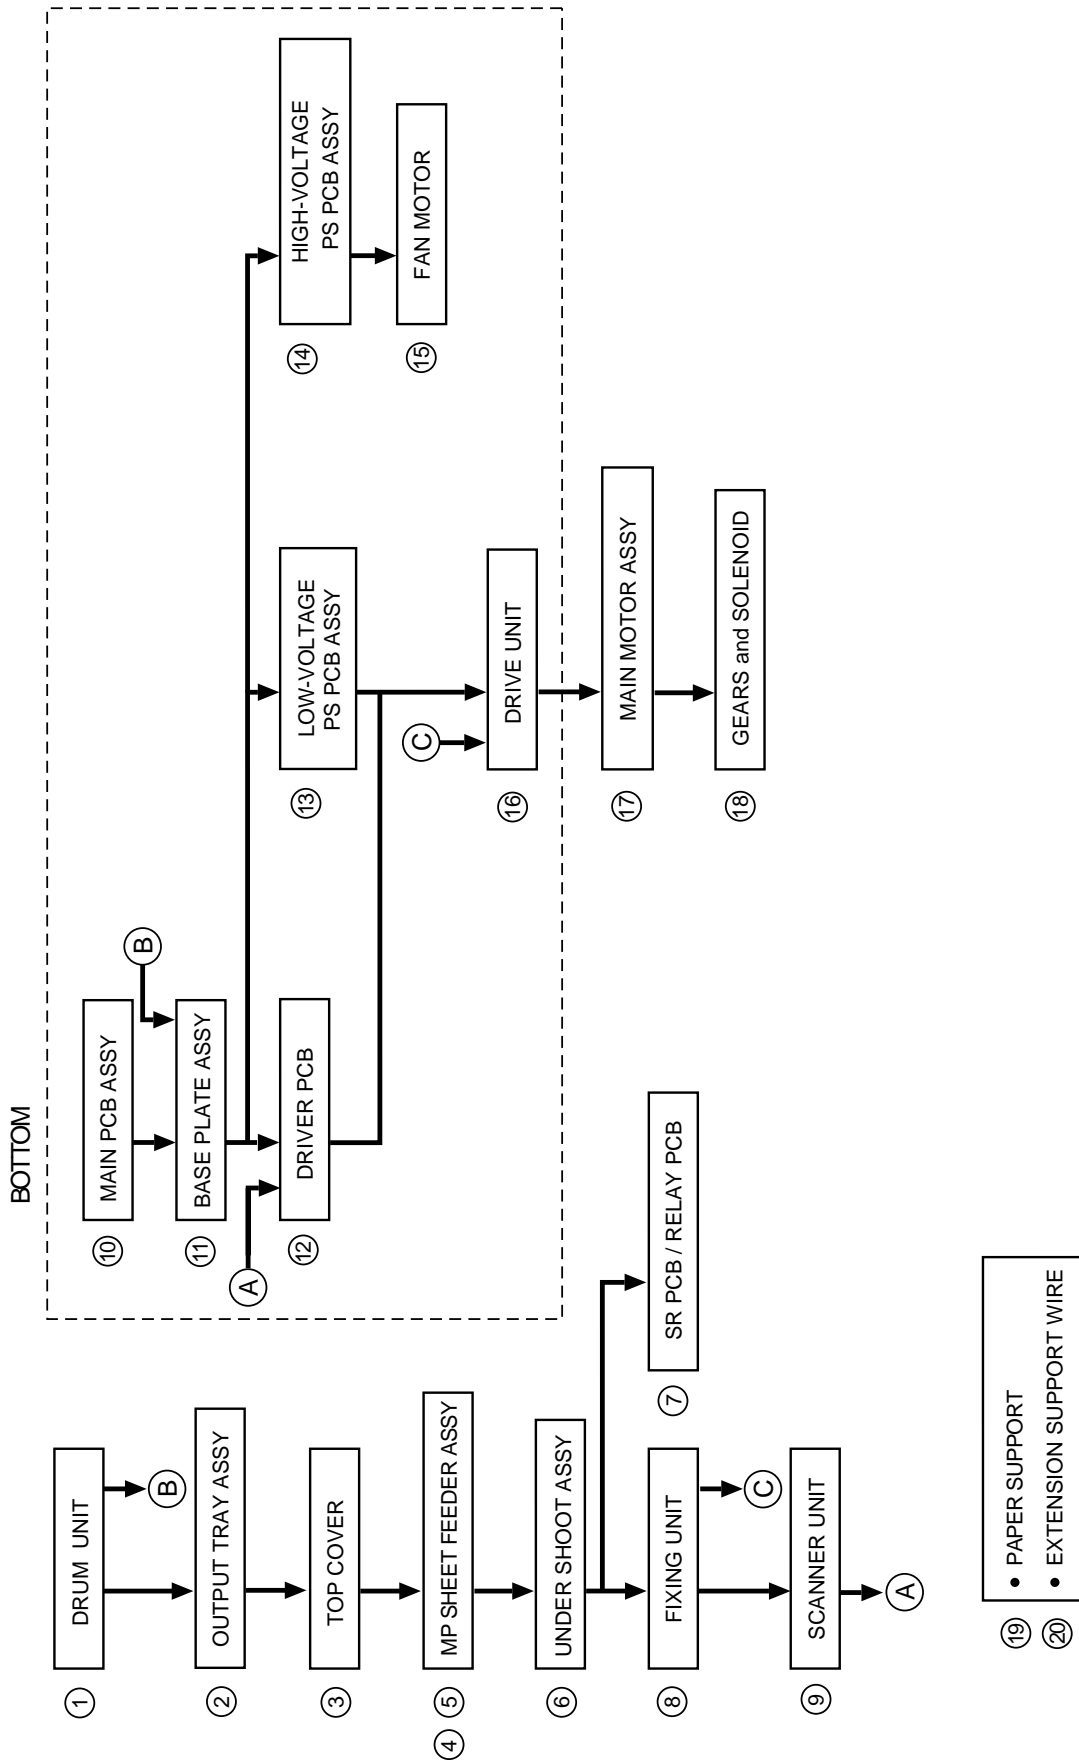 BOTTOM
① DRUM UNIT
Ⓑ
② OUTPUT TRAY ASSY
③ TOP COVER
④ ⑤ MP SHEET FEEDER ASSY
⑥ UNDER SHOOT ASSY
⑦ SR PCB / RELAY PCB
⑧ FIXING UNIT
Ⓒ
⑨ SCANNER UNIT
Ⓐ
⑩ MAIN PCB ASSY
Ⓑ
⑪ BASE PLATE ASSY
Ⓐ
⑫ DRIVER PCB
⑬ LOW-VOLTAGE
PS PCB ASSY
⑭ HIGH-VOLTAGE
PS PCB ASSY
⑮ FAN MOTOR
Ⓒ
⑯ DRIVE UNIT
⑰ MAIN MOTOR ASSY
⑱ GEARS and SOLENOID
⑲ • PAPER SUPPORT
⑳ • EXTENSION SUPPORT WIRE